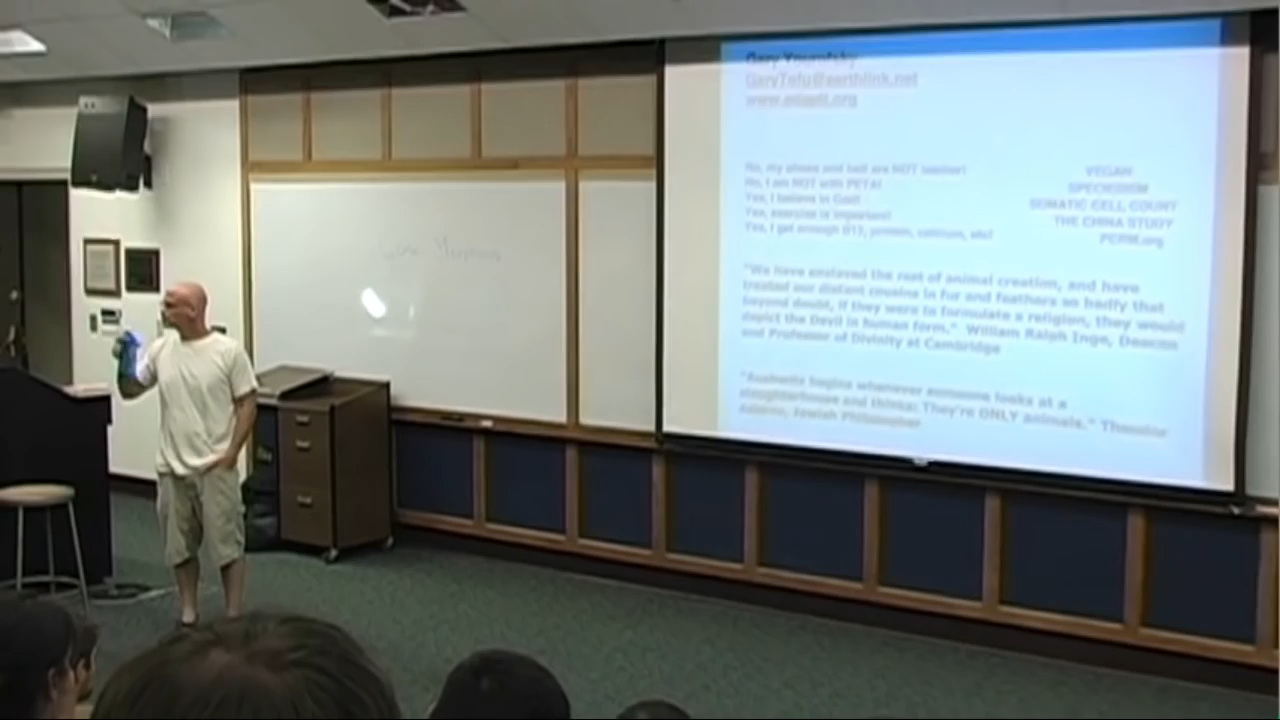 Gary Yourofsky
GaryTofu@earthlink.net
www.adaptt.org
No, my shoes and belt are NOT leather!
No, I am NOT with PETA!
Yes, I believe in God!
Yes, exercise is important!
Yes, I get enough B12, protein, calcium, etc!
VEGAN
SPECIESISM
SOMATIC CELL COUNT
THE CHINA STUDY
PCRM.org
"We have enslaved the rest of animal creation, and have
treated our distant cousins in fur and feathers so badly that
beyond doubt, if they were to formulate a religion, they would
depict the Devil in human form." William Ralph Inge, Deacon
and Professor of Divinity at Cambridge
"Auschwitz begins whenever someone looks at a
slaughterhouse and thinks: They're ONLY animals." Theodor
Adorno, Jewish Philosopher